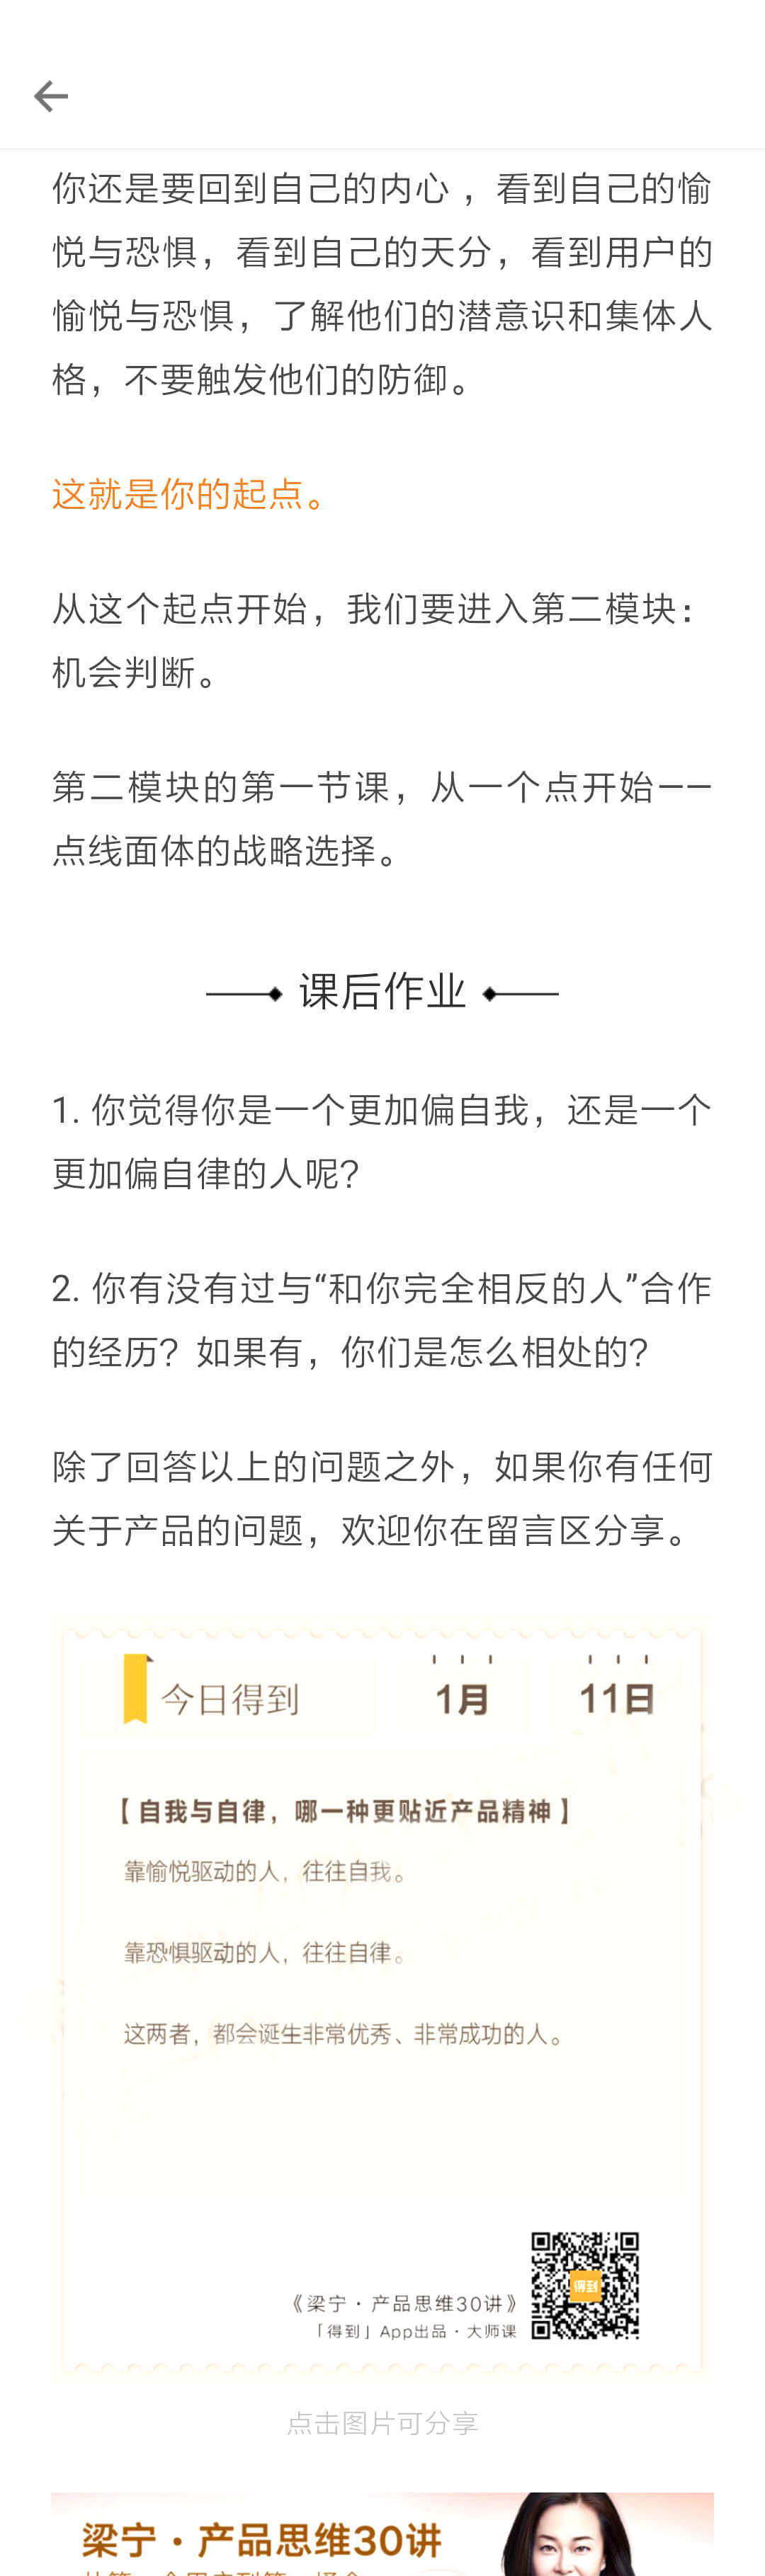 你还是要回到自己的内心，看到自己的愉
悦与恐惧，看到自己的天分，看到用户的
愉悦与恐惧，了解他们的潜意识和集体人
格，不要触发他们的防御。
这就是你的起点。
从这个起点开始，我们要进入第二模块：
机会判断。
第二模块的第一节课，从一个点开始——
点线面体的战略选择。
课后作业
1. 你觉得你是一个更加偏自我，还是一个
更加偏自律的人呢？
2. 你有没有过与“和你完全相反的人”合作
的经历？如果有，你们是怎么相处的？
除了回答以上的问题之外，如果你有任何
关于产品的问题，欢迎你在留言区分享。
今日得到 1月 11日
【自我与自律，哪一种更贴近产品精神】
靠愉悦驱动的人，往往自我。
靠恐惧驱动的人，往往自律。
这两者，都会诞生非常优秀、非常成功的人。
得到
《梁宁·产品思维30讲》
「得到」App出品·大师课
点击图片可分享
梁宁·产品思维30讲